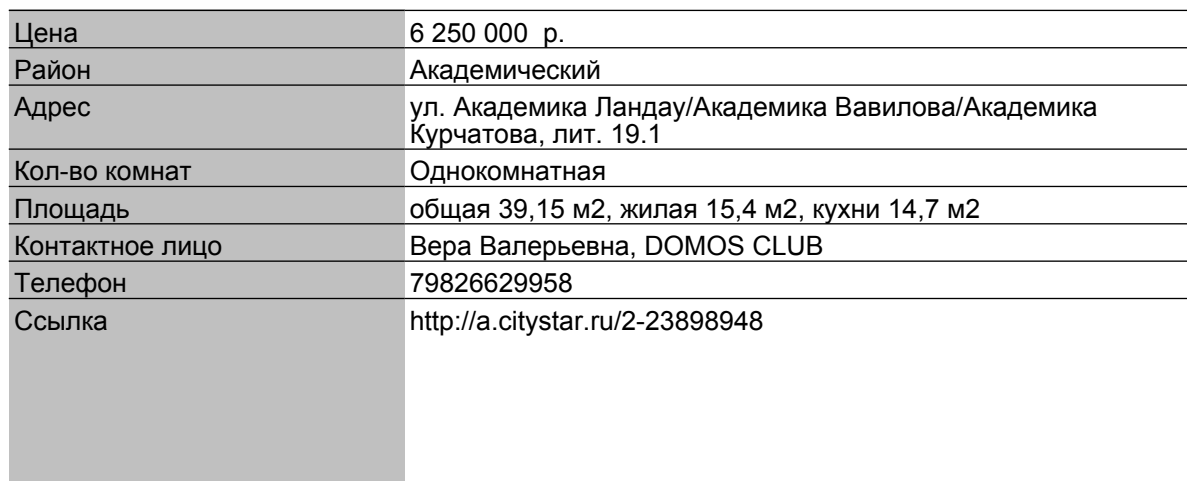 Цена 6 250 000 р.
Район Академический
Адрес ул. Академика Ландау/Академика Вавилова/Академика
Курчатова, лит. 19.1
Кол-во комнат Однокомнатная
Площадь общая 39,15 м2, жилая 15,4 м2, кухни 14,7 м2
Контактное лицо Вера Валерьевна, DOMOS CLUB
Телефон 79826629958
Ссылка http://a.citystar.ru/2-23898948